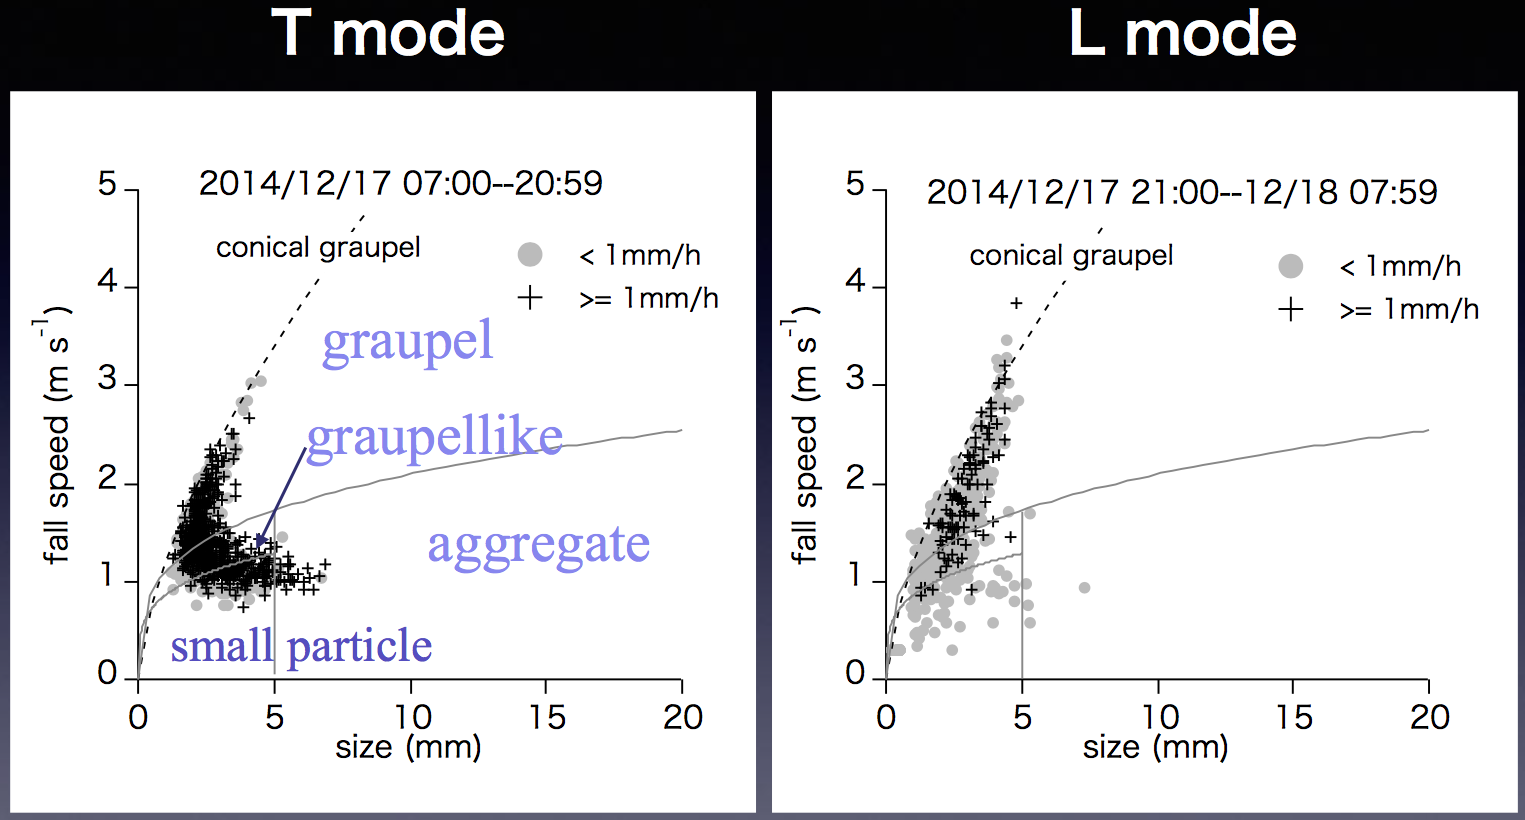 T mode
2014/12/17 07:00--20:59
conical graupel
< 1mm/h
>= 1mm/h
graupel
graupellike
aggregate
small particle
fall speed (m s-1)
5
4
3
2
1
0
0 5 10 15 20
size (mm)
L mode
2014/12/17 21:00--12/18 07:59
conical graupel
< 1mm/h
>= 1mm/h
fall speed (m s-1)
5
4
3
2
1
0
0 5 10 15 20
size (mm)